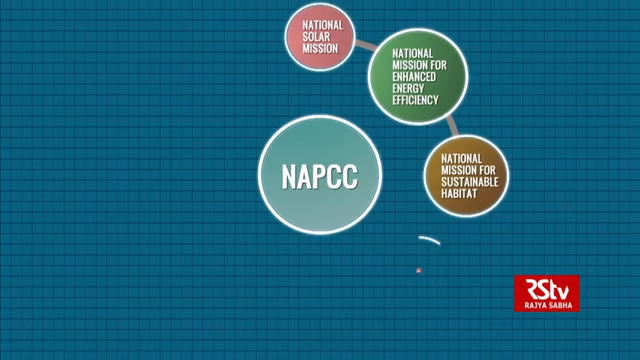 NATIONAL
SOLAR
MISSION
NATIONAL
MISSION FOR
ENHANCED
ENERGY
EFFICIENCY
NAPCC
NATIONAL
MISSION FOR
SUSTAINABLE
HABITAT
RStv
RAJYA SABHA